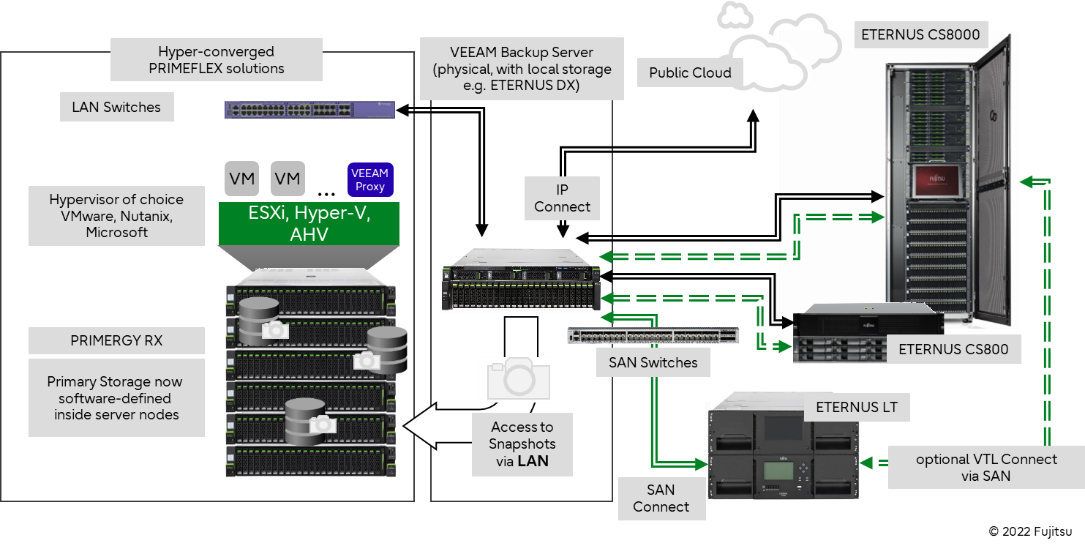 Hyper-converged
PRIMEFLEX solutions
LAN Switches
VM
VM
...
VEEAM
Proxy
Hypervisor of choice
VMware, Nutanix,
Microsoft
ESXi, Hyper-V,
AHV
PRIMERGY RX
Primary Storage now
software-defined
inside server nodes
VEEAM Backup Server
(physical, with local storage
e.g. ETERNUS DX)
Public Cloud
IP
Connect
ETERNUS CS8000
FUJITSU
SAN Switches
ETERNUS CS800
Access to
Snapshots
via LAN
ETERNUS LT
SAN
Connect
optional VTL Connect
via SAN
© 2022 Fujitsu